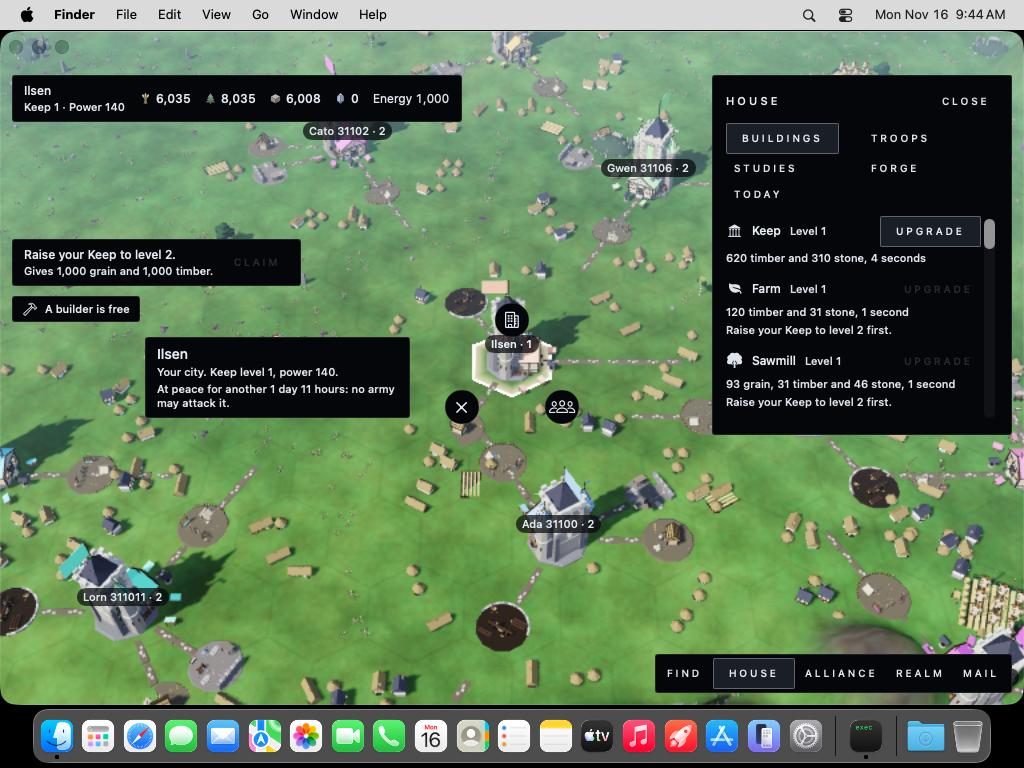 Finder File Edit View Go Window Help Mon Nov 16 9:44 AM
Ilsen
Keep 1 · Power 140
6,035 8,035 6,008 0 Energy 1,000
Cato 31102 · 2
Gwen 31106 · 2
HOUSE CLOSE
BUILDINGS TROOPS
STUDIES FORGE
TODAY
Keep Level 1 UPGRADE
620 timber and 310 stone, 4 seconds
Farm Level 1 UPGRADE
120 timber and 31 stone, 1 second
Raise your Keep to level 2 first.
Sawmill Level 1 UPGRADE
93 grain, 31 timber and 46 stone, 1 second
Raise your Keep to level 2 first.
Raise your Keep to level 2.
Gives 1,000 grain and 1,000 timber.
CLAIM
A builder is free
Ilsen · 1
Ilsen
Your city. Keep level 1, power 140.
At peace for another 1 day 11 hours: no army
may attack it.
Ada 31100 · 2
Lorn 311011 · 2
FIND HOUSE ALLIANCE REALM MAIL
Mon
16
tv
exec